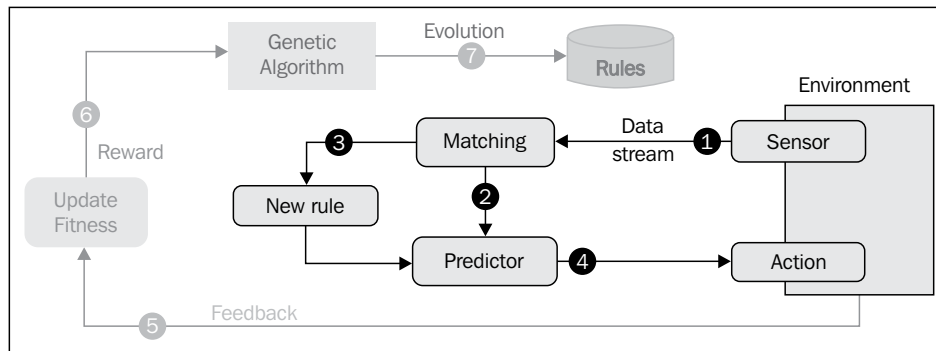 Genetic
Algorithm
Evolution
7
Rules
Environment
6
Reward
3
Matching
Data
stream
1
Sensor
Update
Fitness
New rule
2
Predictor
4
Action
5
Feedback